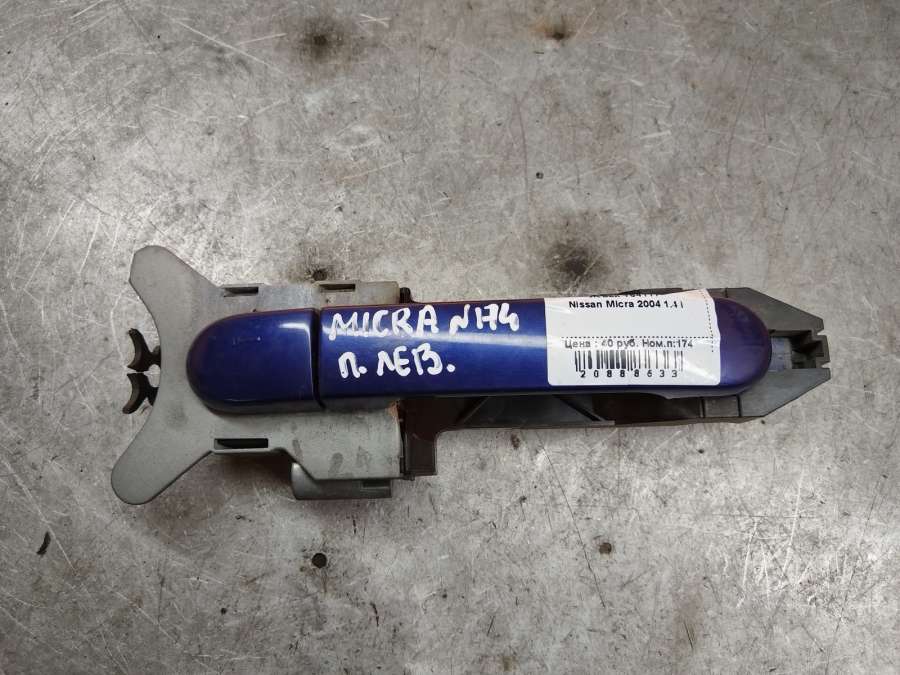 MICRA N174
П. ЛЕВ.
Nissan Micra 2004 1.4 i
Цена : 40 руб. Ном.п:174
20888633